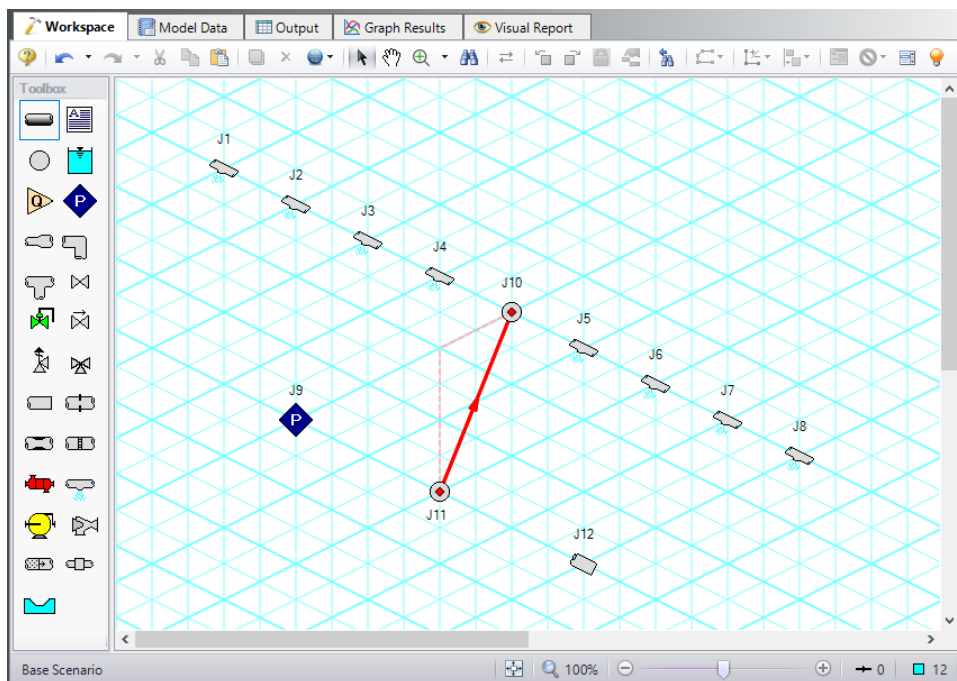 Workspace
Model Data
Output
Graph Results
Visual Report
Toolbox
A
Q
P
J1
J2
J3
J4
J10
J5
J6
J9
P
J7
J8
J11
J12
Base Scenario
100%
0
12